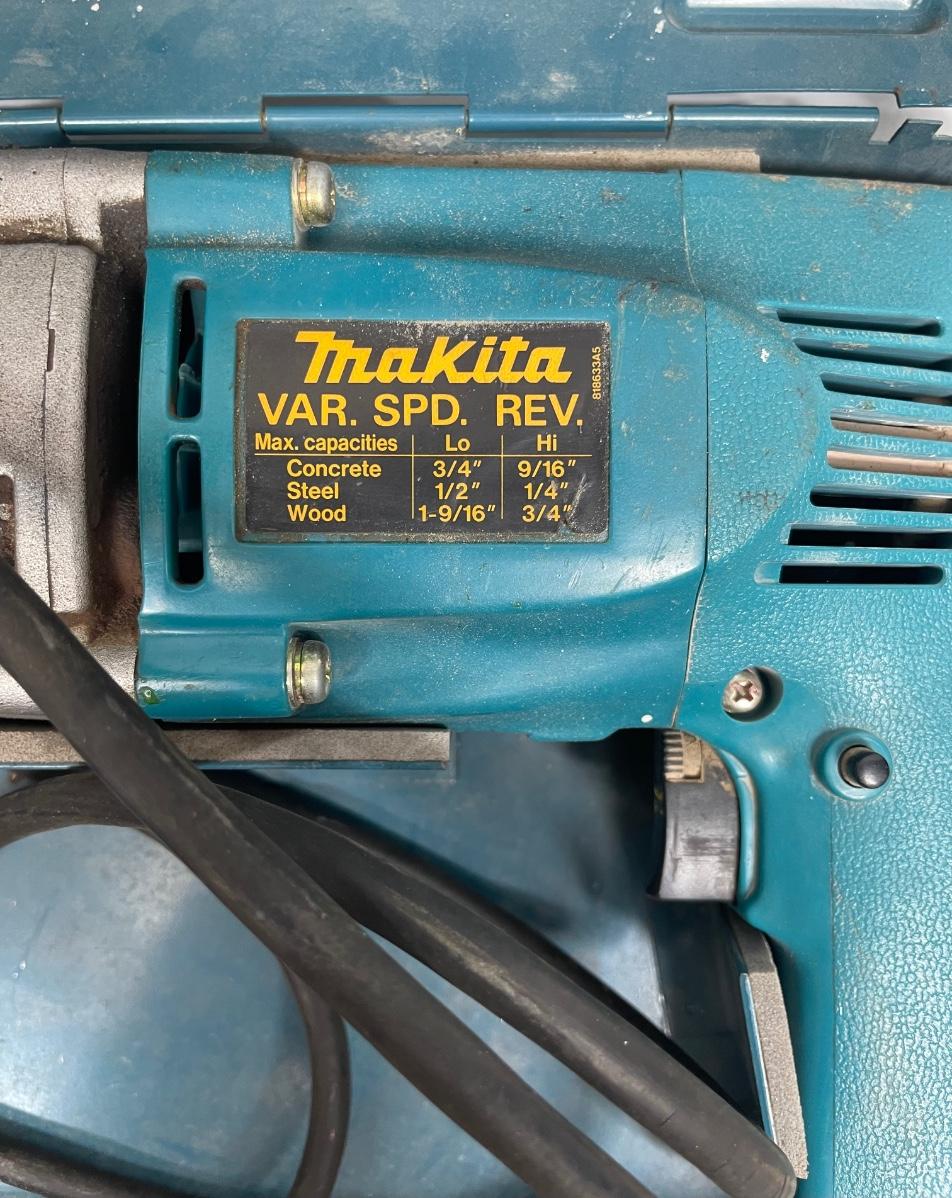 Makita
818633A5
VAR. SPD. REV.
Max. capacities Lo Hi
Concrete 3/4" 9/16"
Steel 1/2" 1/4"
Wood 1-9/16" 3/4"